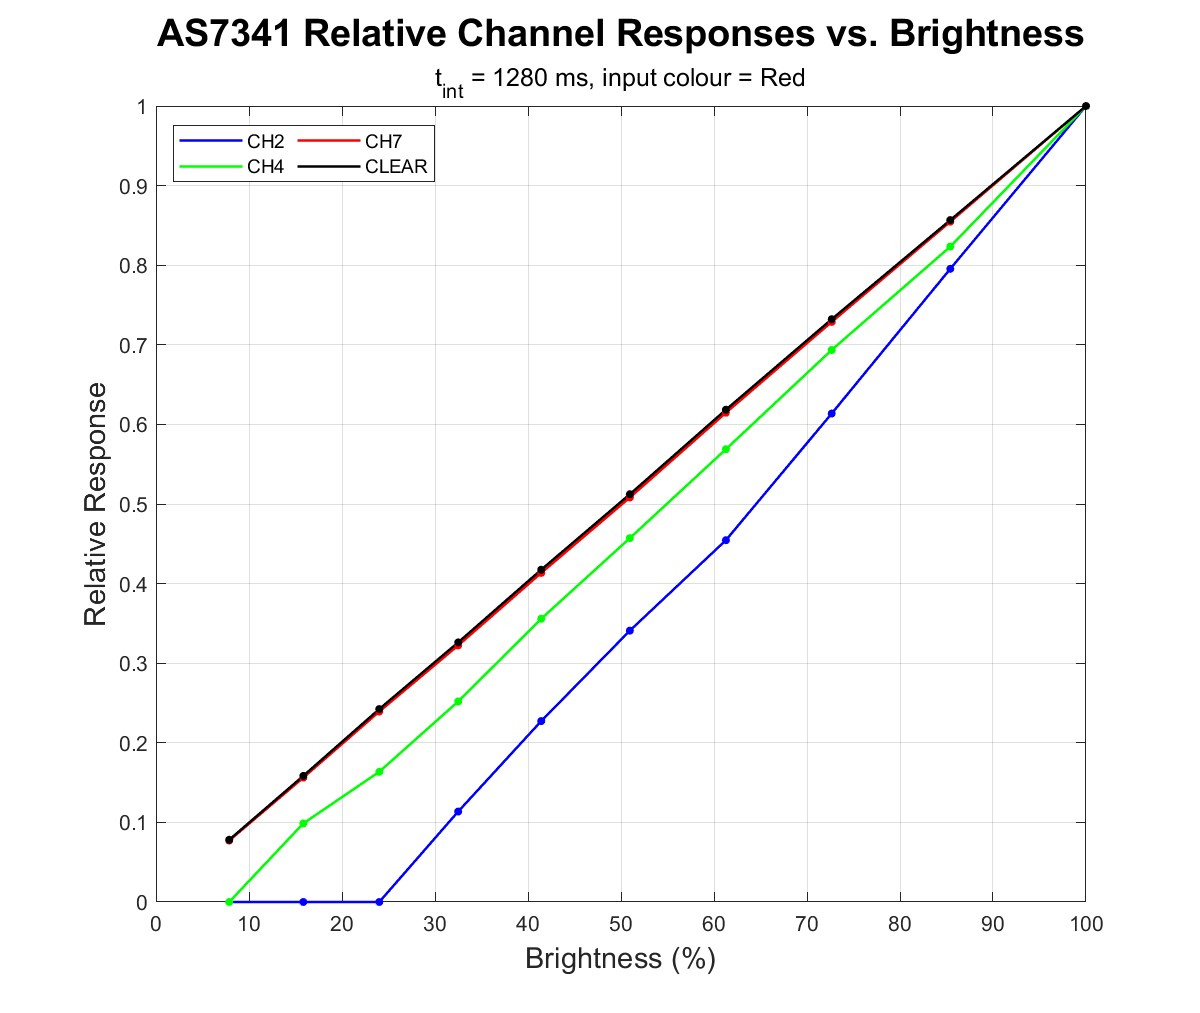 AS7341 Relative Channel Responses vs. Brightness
t_int = 1280 ms, input colour = Red
CH2 CH7
CH4 CLEAR
1
0.9
0.8
0.7
0.6
0.5
0.4
0.3
0.2
0.1
0
Relative Response
0 10 20 30 40 50 60 70 80 90 100
Brightness (%)